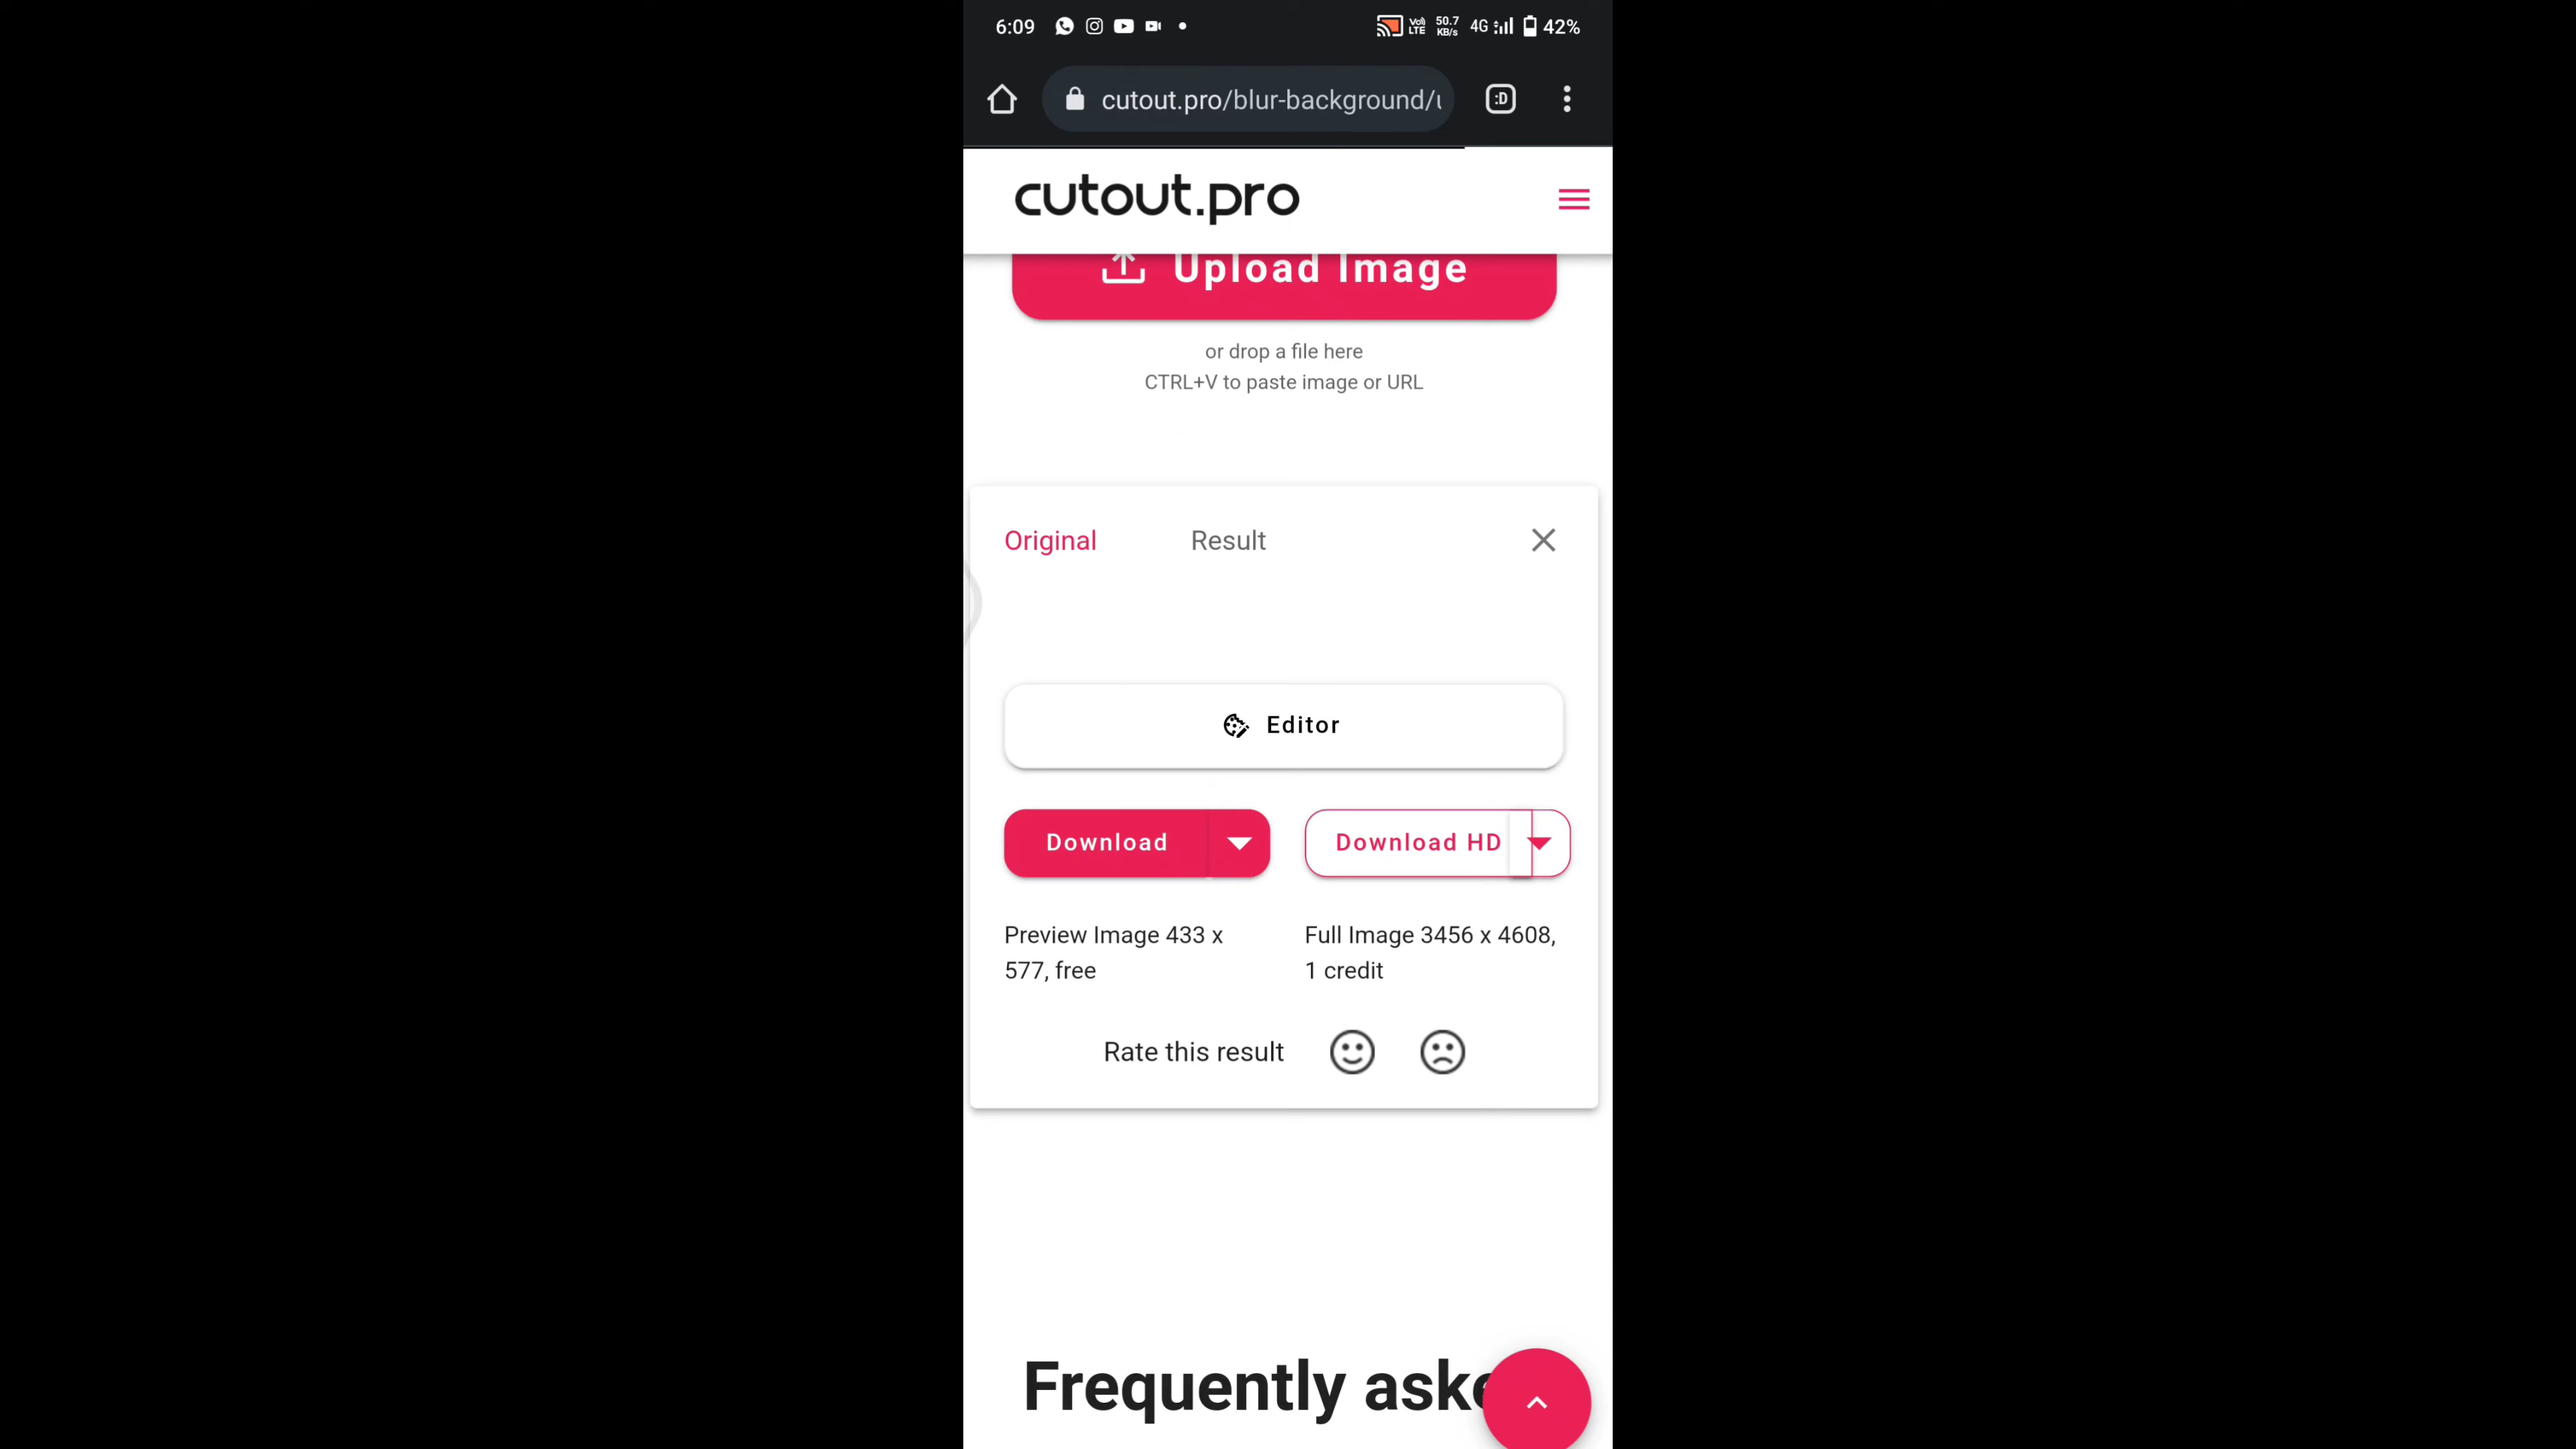 6:09 VoI) LTE 50.7 KB/s 4G 42%
cutout.pro/blur-background/u :D
cutout.pro
Upload Image
or drop a file here
CTRL+V to paste image or URL
Original Result
Editor
Download Download HD
Preview Image 433 x
577, free
Full Image 3456 x 4608,
1 credit
Rate this result
Frequently aske